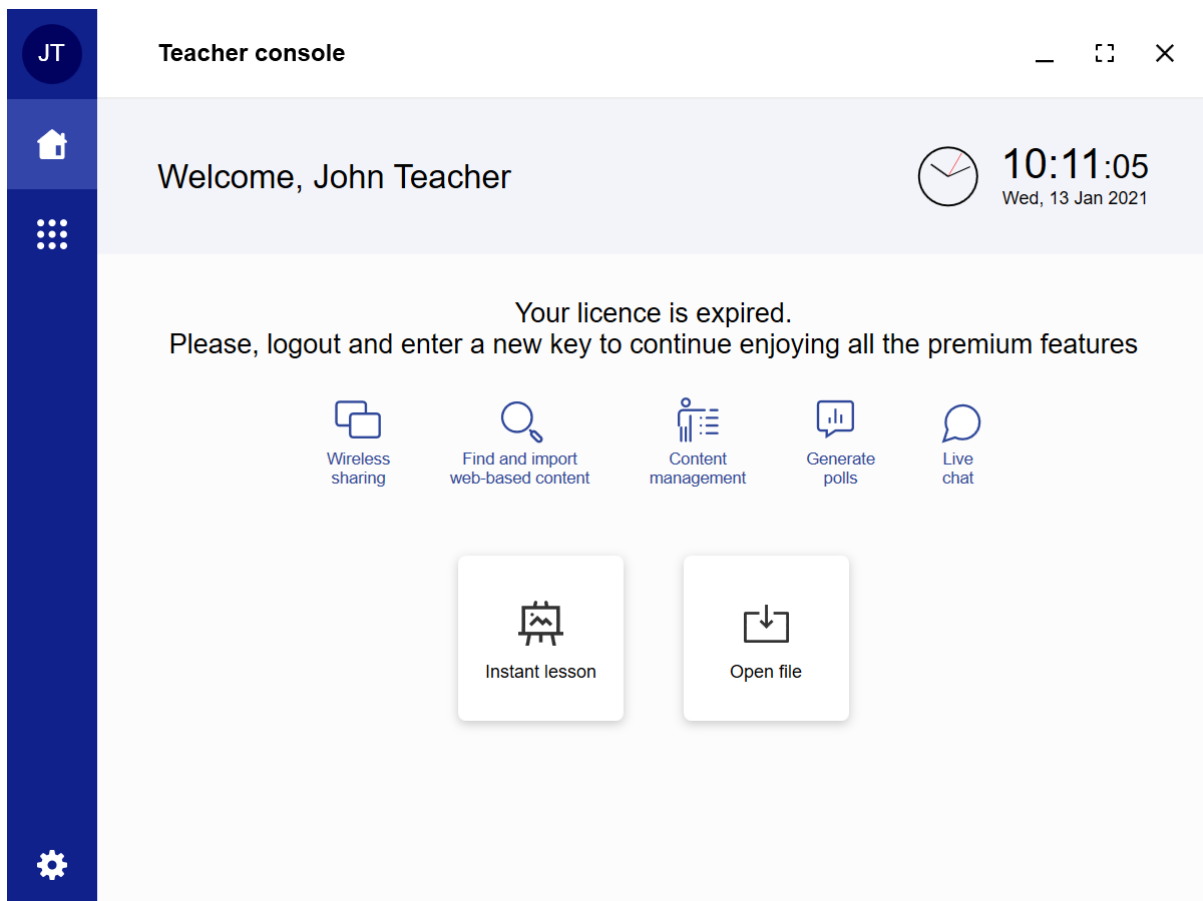 JT
Teacher console
Welcome, John Teacher
10:11:05
Wed, 13 Jan 2021
Your licence is expired.
Please, logout and enter a new key to continue enjoying all the premium features
Wireless
sharing
Find and import
web-based content
Content
management
Generate
polls
Live
chat
Instant lesson
Open file